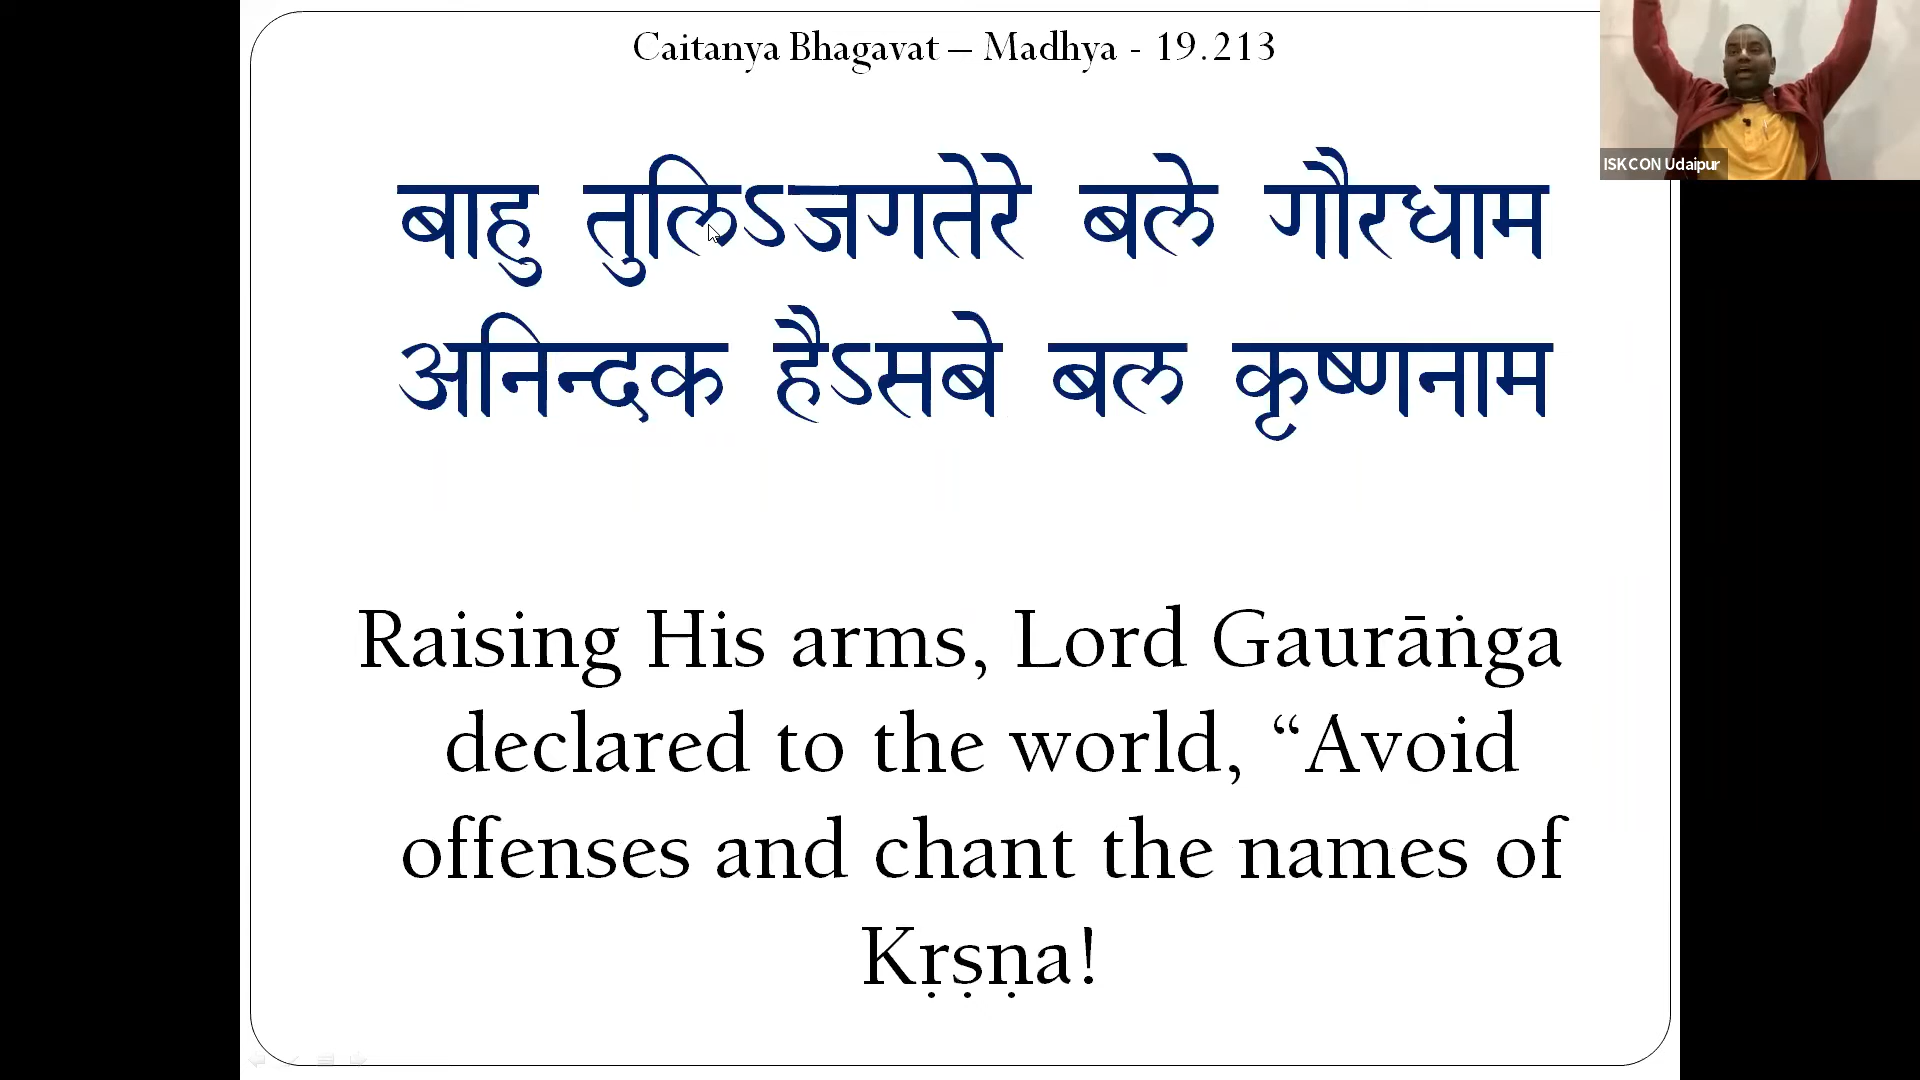 Caitanya Bhagavat – Madhya - 19.213
ISKCON Udaipur
बाहु तुलिऽजगतेरे बले गौरधाम
अनिन्दक हैऽसबे बल कृष्णनाम
Raising His arms, Lord Gaurāṅga
declared to the world, “Avoid
offenses and chant the names of
Kṛṣṇa!